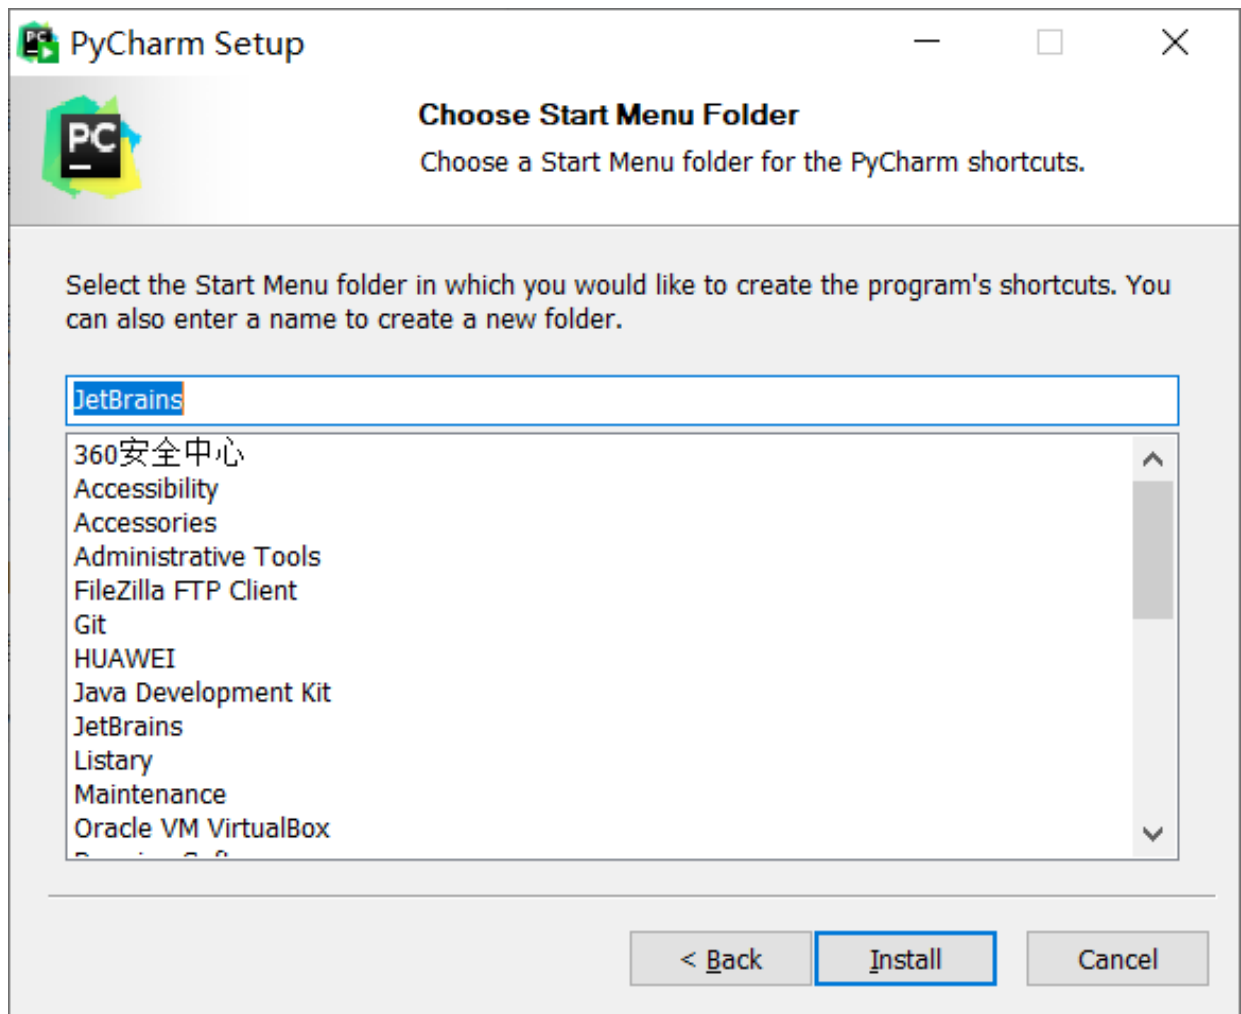 PyCharm Setup
PC
Choose Start Menu Folder
Choose a Start Menu folder for the PyCharm shortcuts.
Select the Start Menu folder in which you would like to create the program's shortcuts. You
can also enter a name to create a new folder.
JetBrains
360安全中心
Accessibility
Accessories
Administrative Tools
FileZilla FTP Client
Git
HUAWEI
Java Development Kit
JetBrains
Listary
Maintenance
Oracle VM VirtualBox
< Back
Install
Cancel